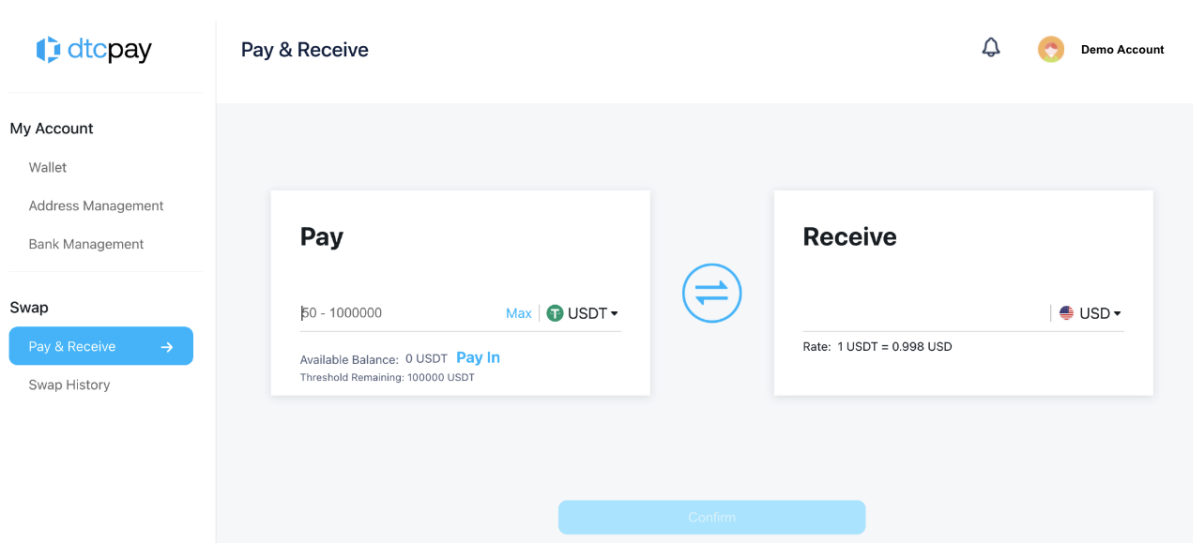 dtcpay
Pay & Receive
Demo Account
My Account
Wallet
Address Management
Bank Management
Swap
Pay & Receive
Swap History
Pay
50 - 1000000 Max USDT
Available Balance: 0 USDT Pay In
Threshold Remaining: 100000 USDT
Receive
USD
Rate: 1 USDT = 0.998 USD
Confirm